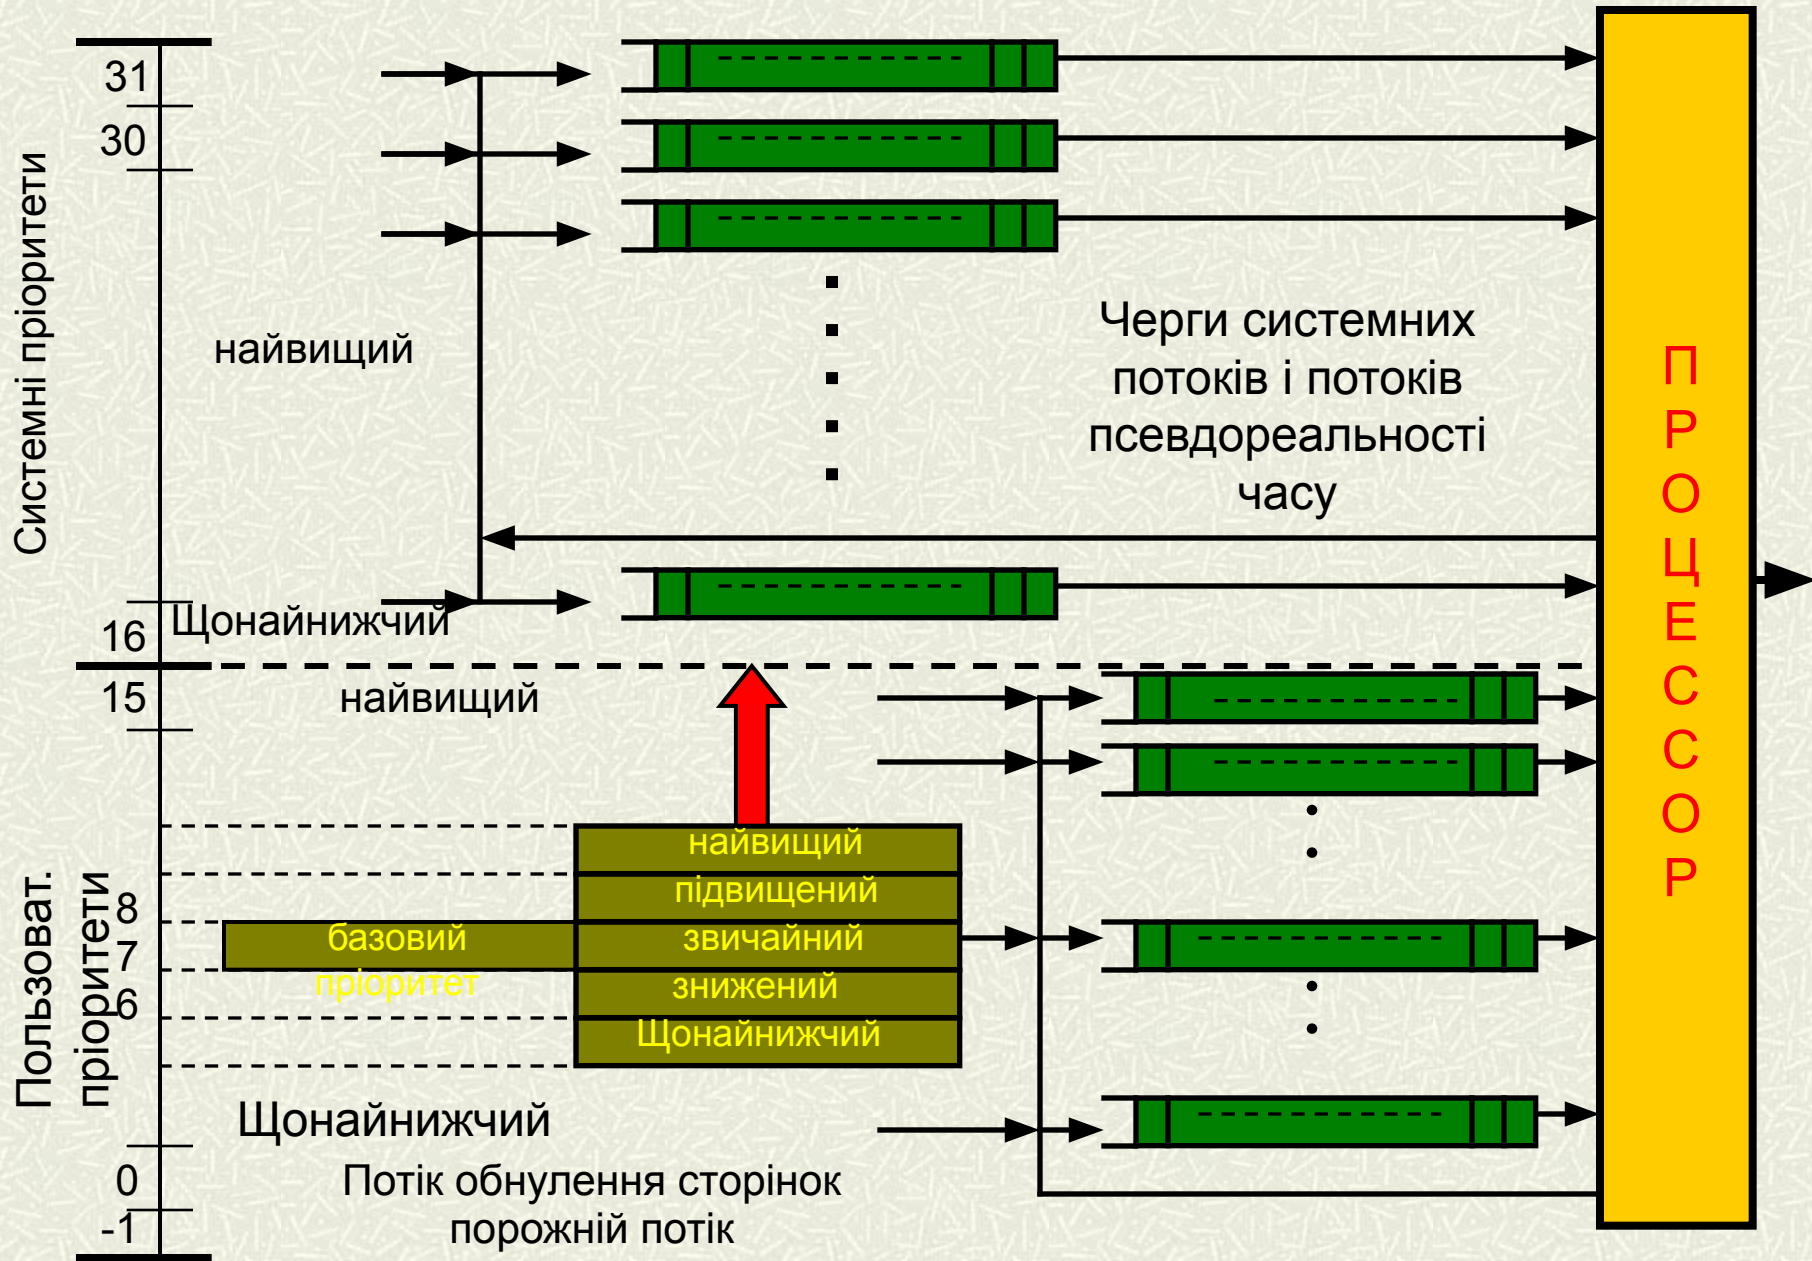 Системні пріоритети
31
30
найвищий
Черги системних
потоків і потоків
псевдореальності
часу
16
Щонайнижчий
15
найвищий
Пользоват.
пріоритети
8
7
6
найвищий
підвищений
базовий
пріоритет
звичайний
знижений
Щонайнижчий
Щонайнижчий
0
Потік обнулення сторінок
-1
порожній потік
П
Р
О
Ц
Е
С
С
О
Р